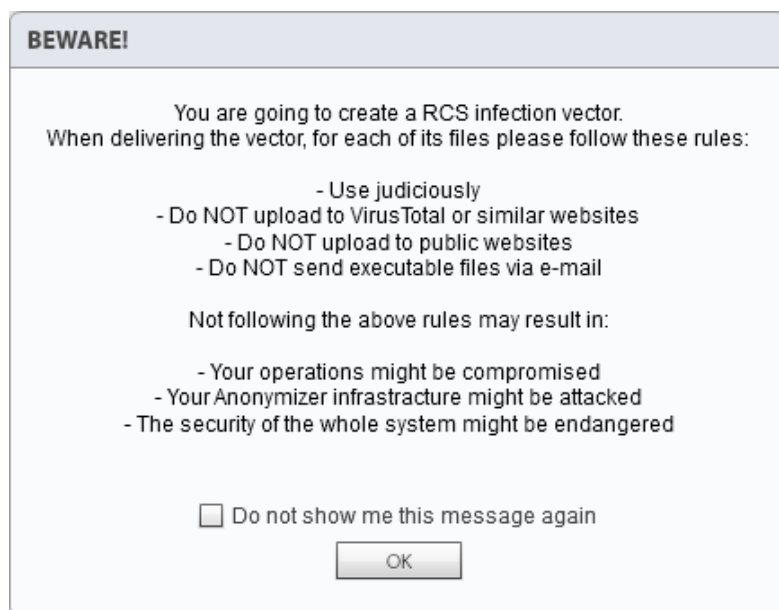 BEWARE!
You are going to create a RCS infection vector.
When delivering the vector, for each of its files please follow these rules:
- Use judiciously
- Do NOT upload to VirusTotal or similar websites
- Do NOT upload to public websites
- Do NOT send executable files via e-mail
Not following the above rules may result in:
- Your operations might be compromised
- Your Anonymizer infrastracture might be attacked
- The security of the whole system might be endangered
Do not show me this message again
OK